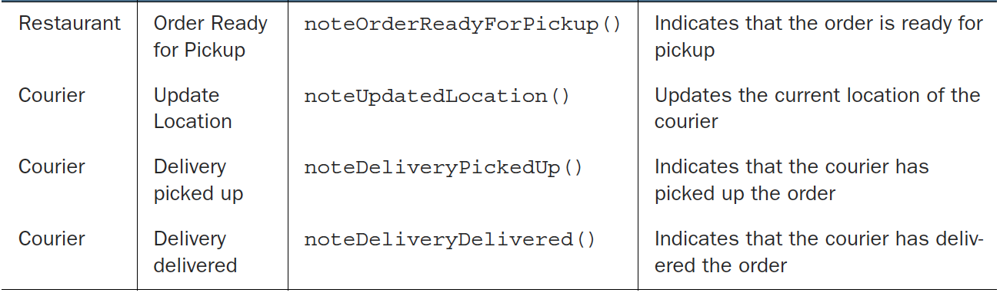 Restaurant Order Ready noteOrderReadyForPickup() Indicates that the order is ready for
for Pickup pickup
Courier Update noteUpdatedLocation() Updates the current location of the
Location courier
Courier Delivery noteDeliveryPickedUp() Indicates that the courier has
picked up picked up the order
Courier Delivery noteDeliveryDelivered() Indicates that the courier has deliv-
delivered ered the order